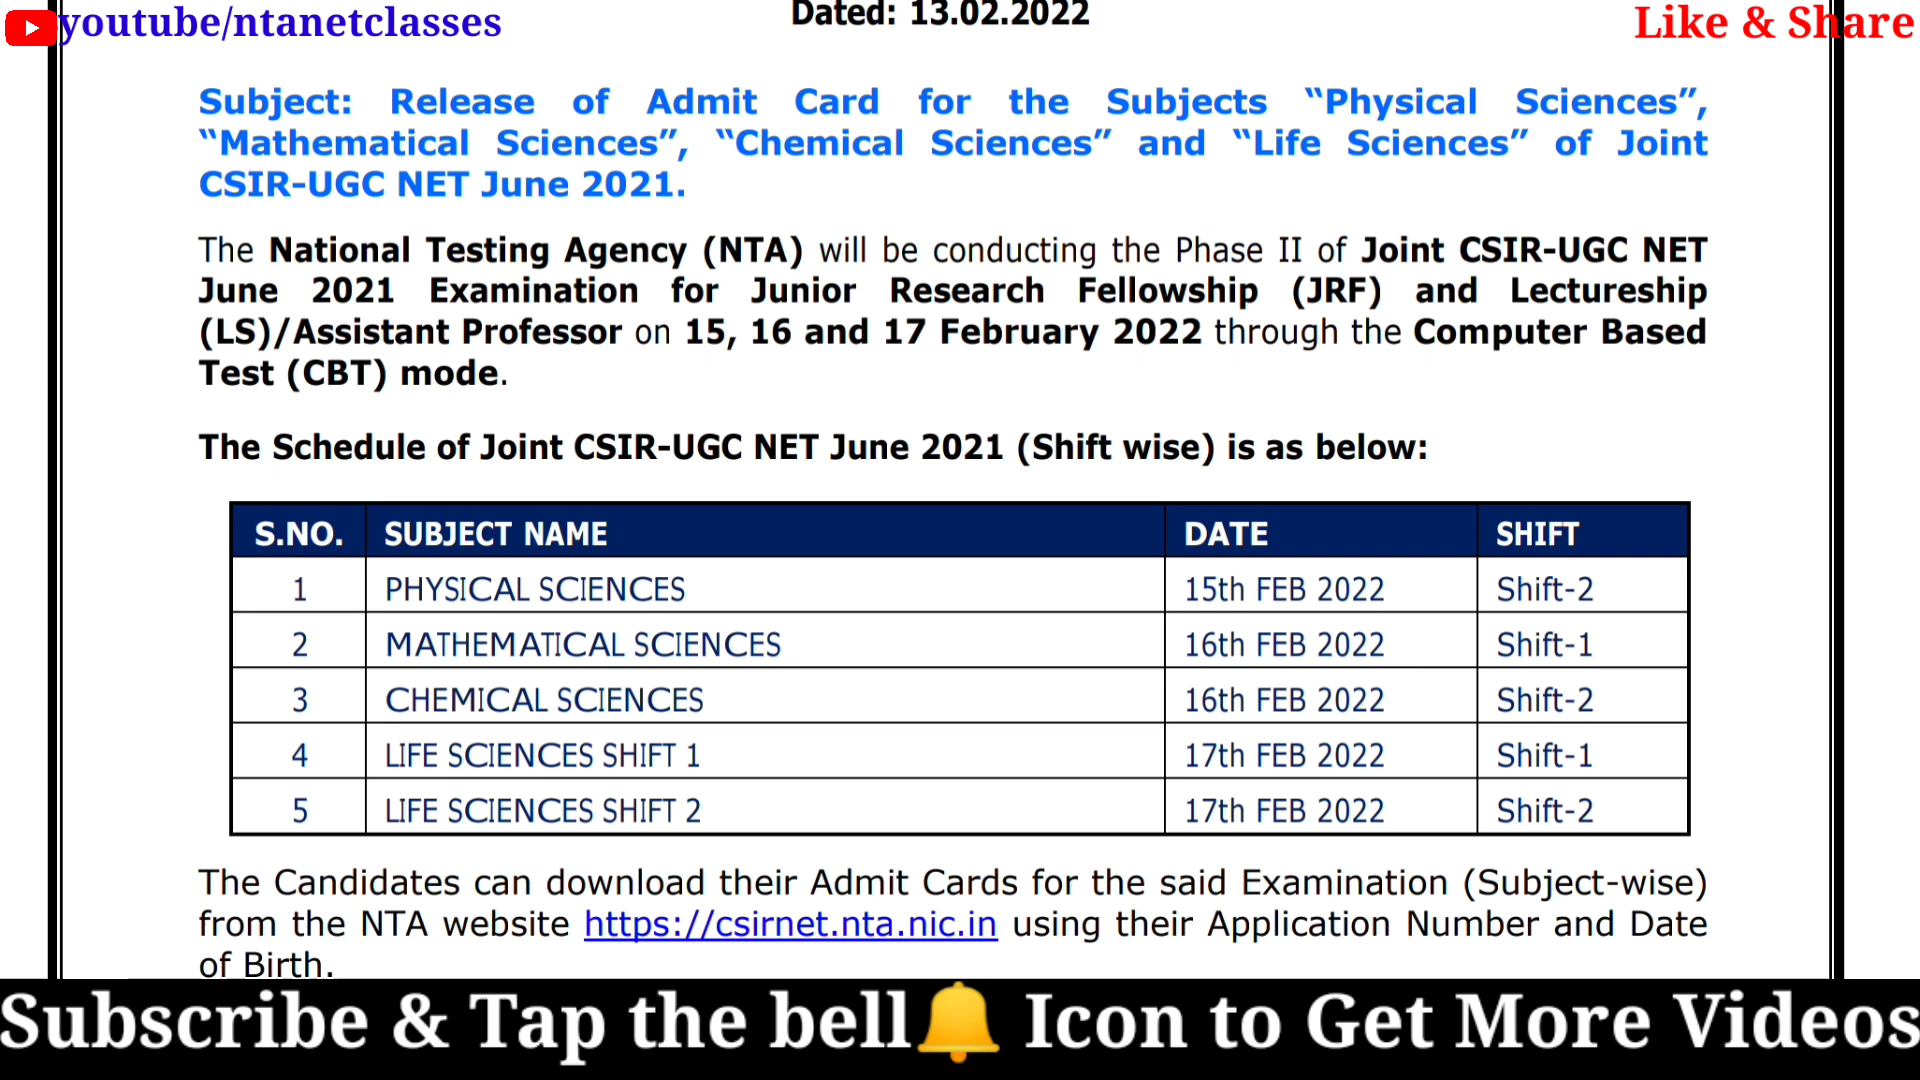 youtube/ntanetclasses
Dated: 13.02.2022
Like & Share
Subject: Release of Admit Card for the Subjects “Physical Sciences”,
“Mathematical Sciences”, “Chemical Sciences” and “Life Sciences” of Joint
CSIR-UGC NET June 2021.
The National Testing Agency (NTA) will be conducting the Phase II of Joint CSIR-UGC NET
June 2021 Examination for Junior Research Fellowship (JRF) and Lectureship
(LS)/Assistant Professor on 15, 16 and 17 February 2022 through the Computer Based
Test (CBT) mode.
The Schedule of Joint CSIR-UGC NET June 2021 (Shift wise) is as below:
S.NO. SUBJECT NAME DATE SHIFT
1 PHYSICAL SCIENCES 15th FEB 2022 Shift-2
2 MATHEMATICAL SCIENCES 16th FEB 2022 Shift-1
3 CHEMICAL SCIENCES 16th FEB 2022 Shift-2
4 LIFE SCIENCES SHIFT 1 17th FEB 2022 Shift-1
5 LIFE SCIENCES SHIFT 2 17th FEB 2022 Shift-2
The Candidates can download their Admit Cards for the said Examination (Subject-wise)
from the NTA website https://csirnet.nta.nic.in using their Application Number and Date
of Birth.
Subscribe & Tap the bell🔔 Icon to Get More Videos